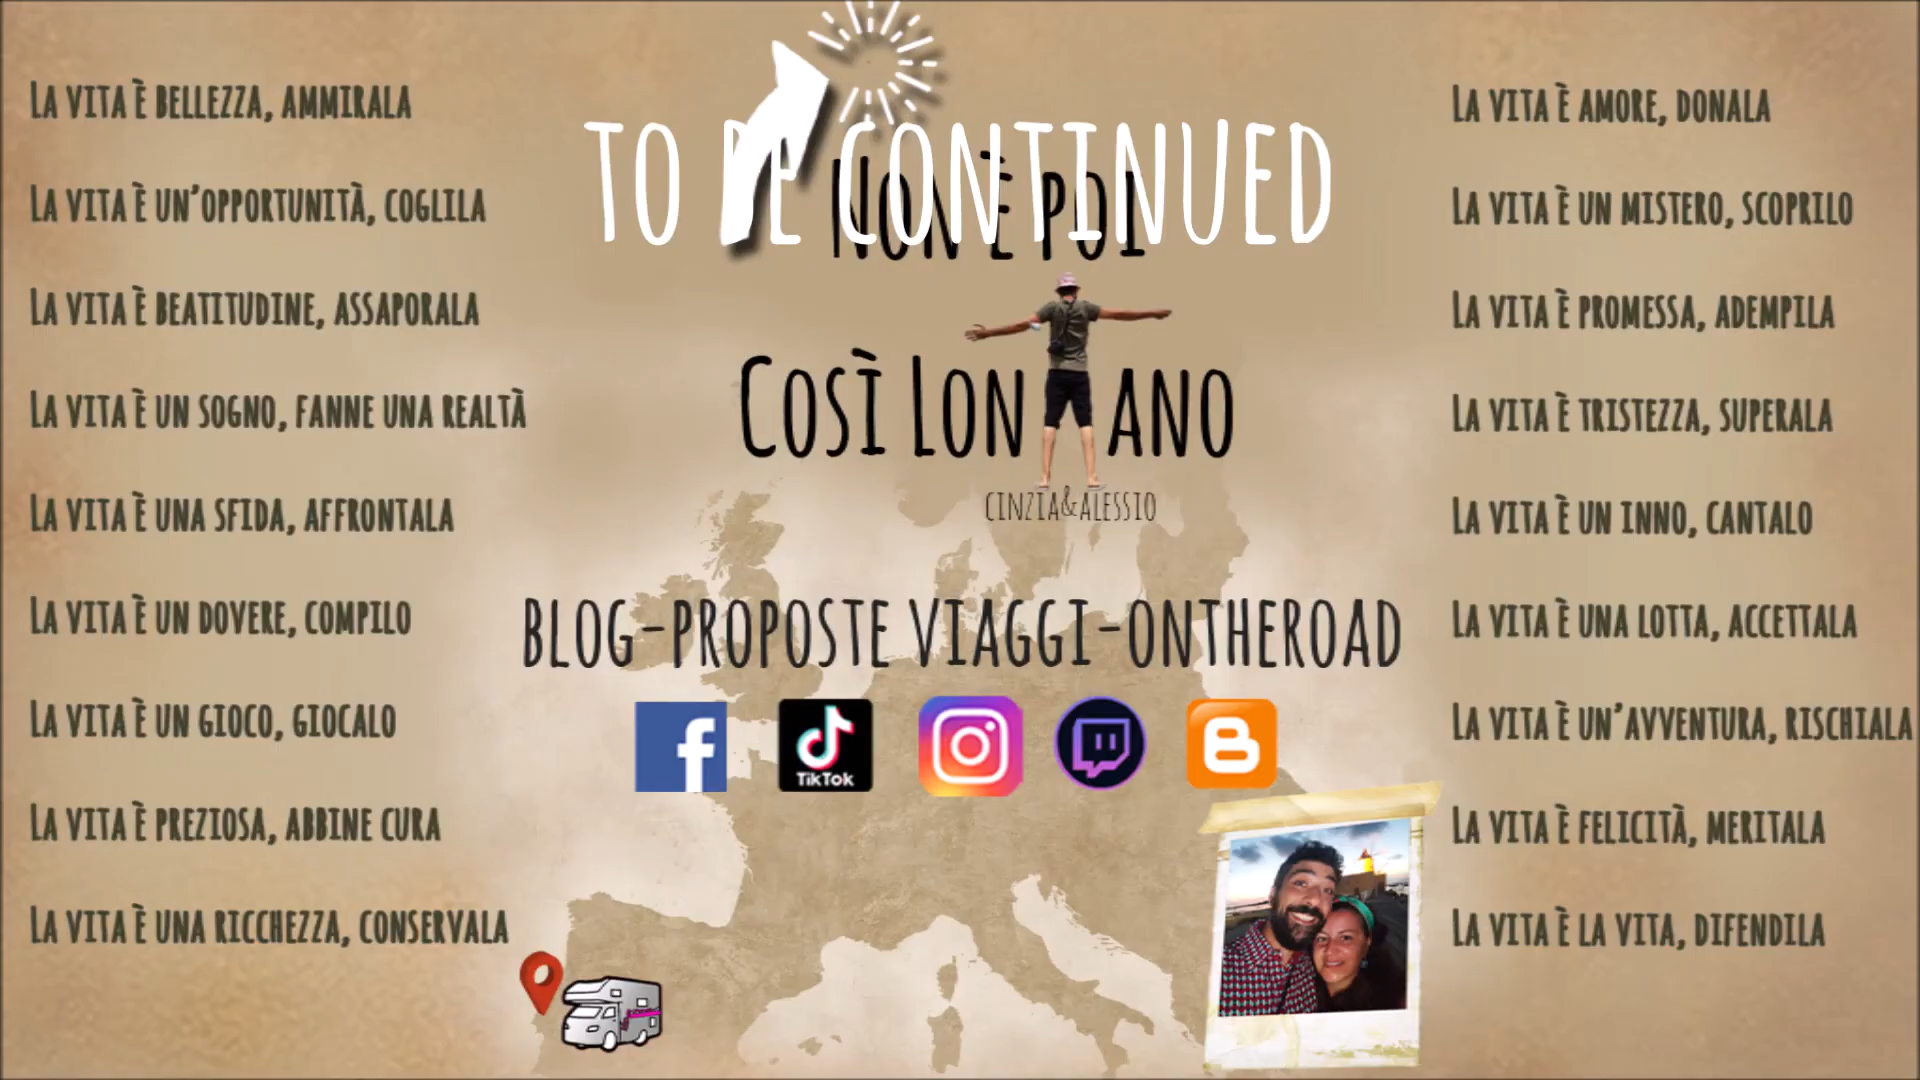 La vita è bellezza, ammirala
La vita è un'opportunità, coglila
La vita è beatitudine, assaporala
La vita è un sogno, fanne una realtà
La vita è una sfida, affrontala
La vita è un dovere, compilo
La vita è un gioco, giocalo
La vita è preziosa, abbine cura
La vita è una ricchezza, conservala
TO BE CONTINUED
Non è poi
Così Lontano
cinzia&alessio
BLOG-PROPOSTE VIAGGI-ONTHEROAD
TikTok
La vita è amore, donala
La vita è un mistero, scoprilo
La vita è promessa, adempila
La vita è tristezza, superala
La vita è un inno, cantalo
La vita è una lotta, accettala
La vita è un'avventura, rischiala
La vita è felicità, meritala
La vita è la vita, difendila